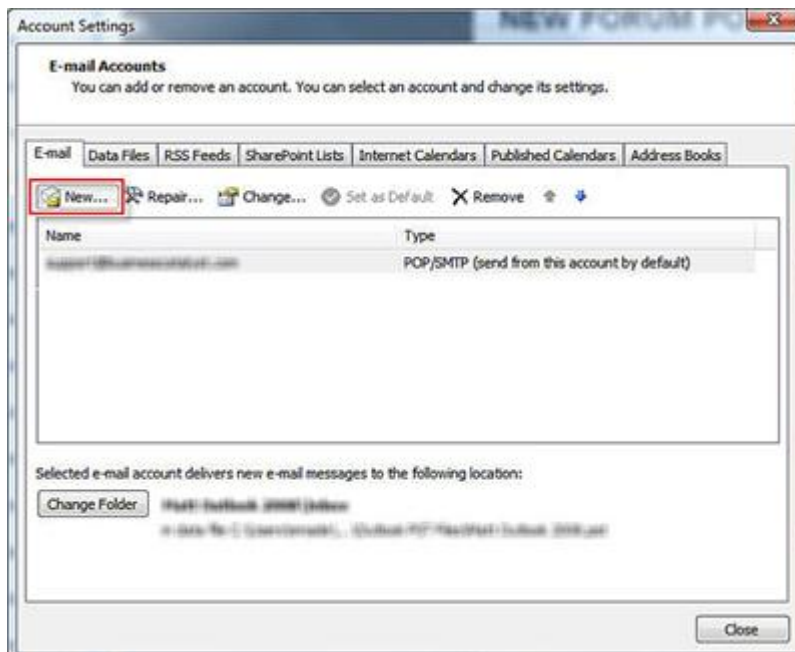 NEW FORUM PO
Account Settings
E-mail Accounts
You can add or remove an account. You can select an account and change its settings.
E-mail Data Files RSS Feeds SharePoint Lists Internet Calendars Published Calendars Address Books
New... Repair... Change... Set as Default Remove
Name Type
POP/SMTP (send from this account by default)
Selected e-mail account delivers new e-mail messages to the following location:
Change Folder
Close